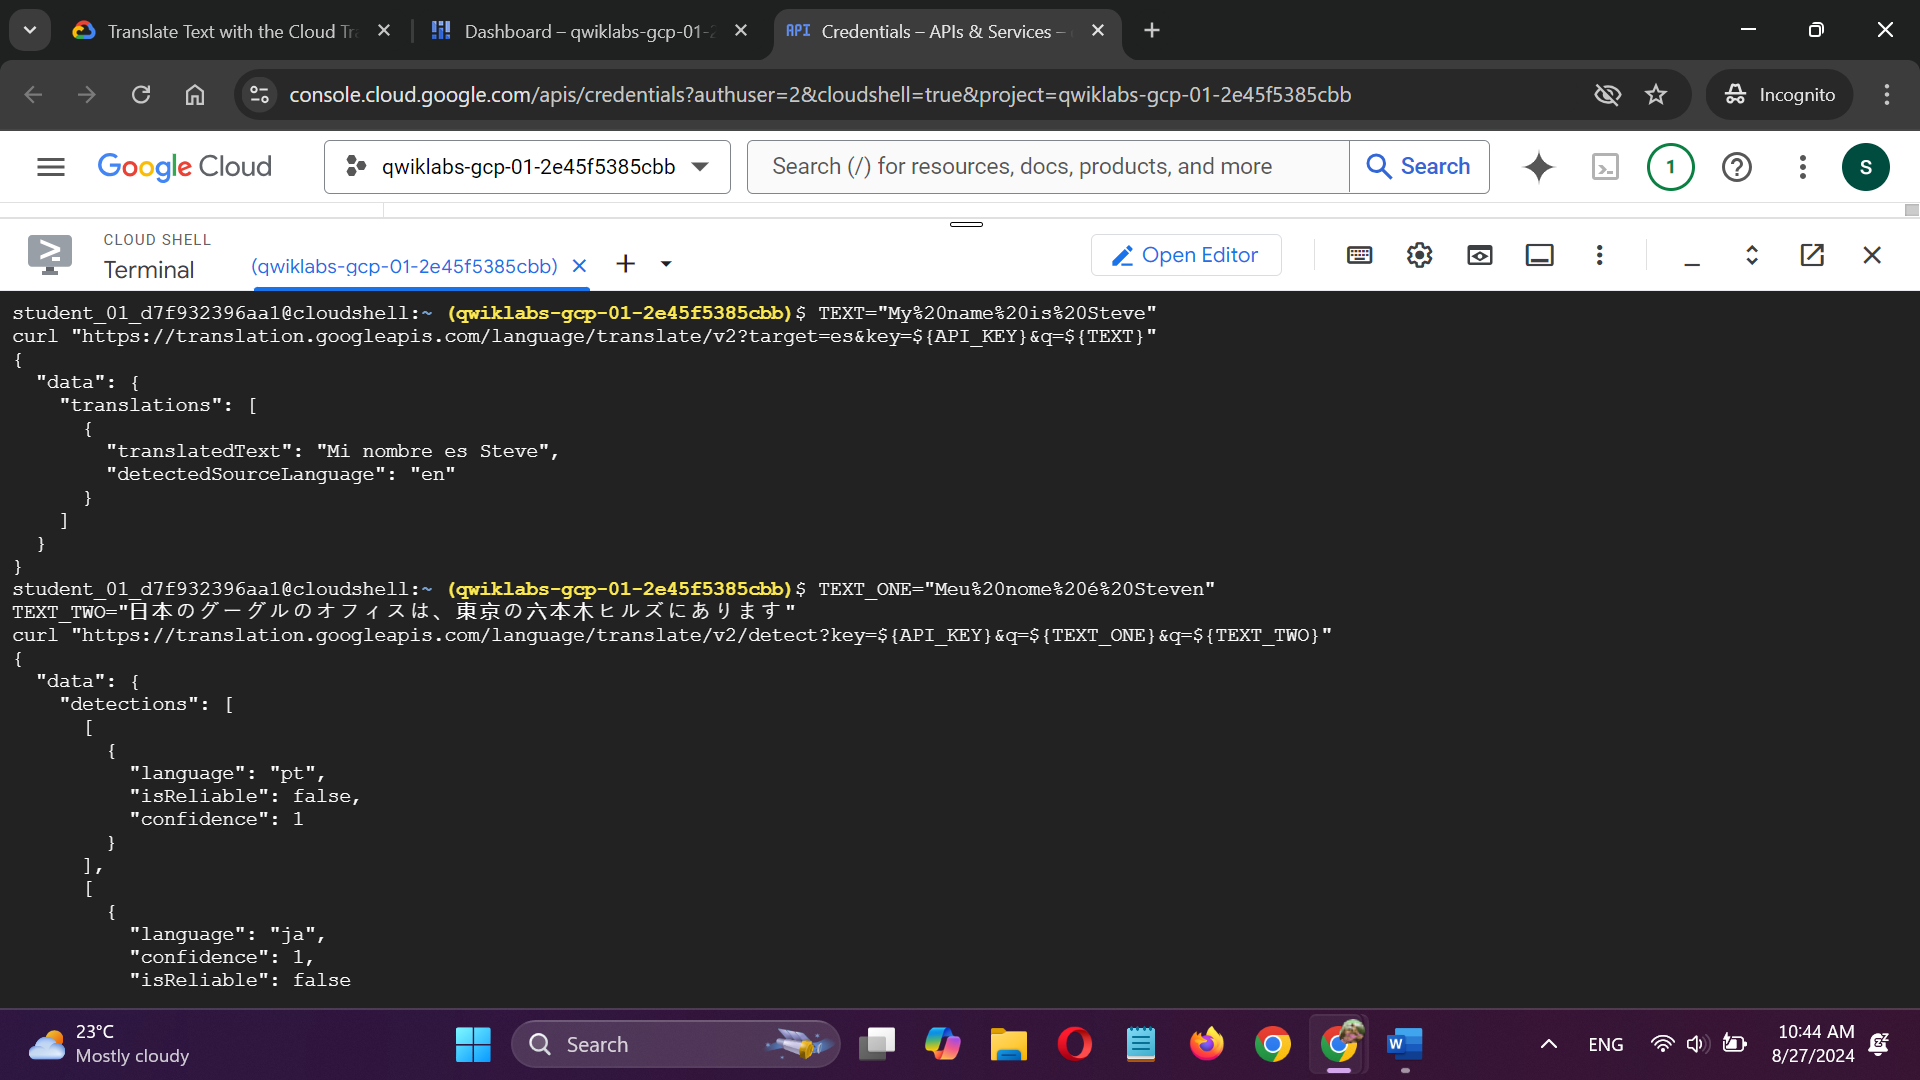 Translate Text with the Cloud Tr
Dashboard – qwiklabs-gcp-01-2
API Credentials – APIs & Services –
console.cloud.google.com/apis/credentials?authuser=2&cloudshell=true&project=qwiklabs-gcp-01-2e45f5385cbb
Incognito
Google Cloud
qwiklabs-gcp-01-2e45f5385cbb
Search (/) for resources, docs, products, and more
Search
1
S
CLOUD SHELL
Terminal
(qwiklabs-gcp-01-2e45f5385cbb)
Open Editor
student_01_d7f932396aa1@cloudshell:~ (qwiklabs-gcp-01-2e45f5385cbb)$ TEXT="My%20name%20is%20Steve"
curl "https://translation.googleapis.com/language/translate/v2?target=es&key=${API_KEY}&q=${TEXT}"
{
"data": {
"translations": [
{
"translatedText": "Mi nombre es Steve",
"detectedSourceLanguage": "en"
}
]
}
}
student_01_d7f932396aa1@cloudshell:~ (qwiklabs-gcp-01-2e45f5385cbb)$ TEXT_ONE="Meu%20nome%20é%20Steven"
TEXT_TWO="日本のグーグルのオフィスは、東京の六本木ヒルズにあります"
curl "https://translation.googleapis.com/language/translate/v2/detect?key=${API_KEY}&q=${TEXT_ONE}&q=${TEXT_TWO}"
{
"data": {
"detections": [
[
{
"language": "pt",
"isReliable": false,
"confidence": 1
}
],
[
{
"language": "ja",
"confidence": 1,
"isReliable": false
23°C
Mostly cloudy
Search
ENG
10:44 AM
8/27/2024